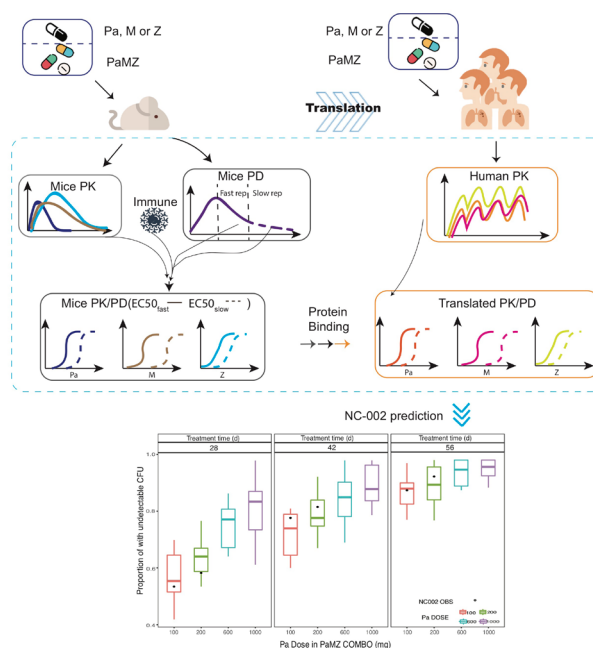 Pa, M or Z
PaMZ
Pa, M or Z
PaMZ
Translation
Mice PK
Immune
Mice PD
Fast rep
Slow rep
Human PK
Mice PK/PD(EC50fast — EC50slow ---- )
Pa
M
Z
Protein
Binding
Translated PK/PD
Pa
M
Z
NC-002 prediction
Treatment time (d)
Treatment time (d)
Treatment time (d)
28
42
56
Proportion of with undetectable CFU
1.0
0.8
0.6
0.4
NC002 OBS
Pa DOSE
100
200
100
200
600
1000
100
200
600
1000
100
200
600
1000
Pa Dose in PaMZ COMBO (mg)